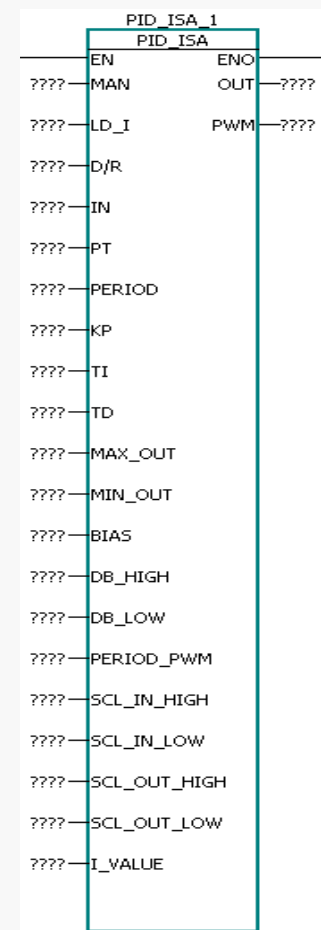 PID_ISA_1
PID_ISA
EN ENO
???? MAN OUT ????
???? LD_I PWM ????
???? D/R
???? IN
???? PT
???? PERIOD
???? KP
???? TI
???? TD
???? MAX_OUT
???? MIN_OUT
???? BIAS
???? DB_HIGH
???? DB_LOW
???? PERIOD_PWM
???? SCL_IN_HIGH
???? SCL_IN_LOW
???? SCL_OUT_HIGH
???? SCL_OUT_LOW
???? I_VALUE